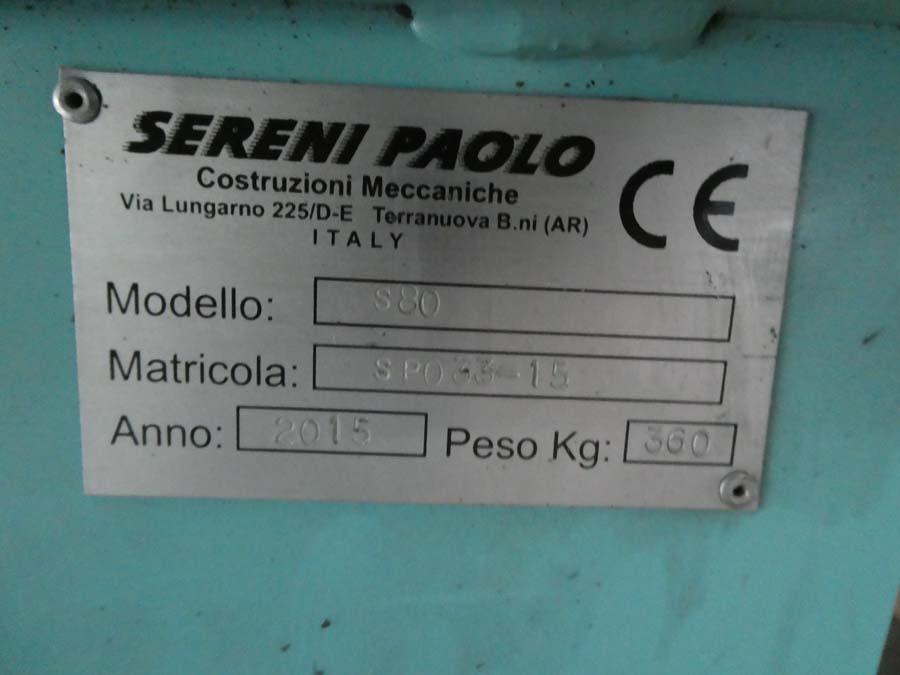 SERENI PAOLO
Costruzioni Meccaniche
Via Lungarno 225/D-E Terranuova B.ni (AR)
ITALY
CE
Modello: S80
Matricola: SP033-15
Anno: 2015 Peso Kg: 360